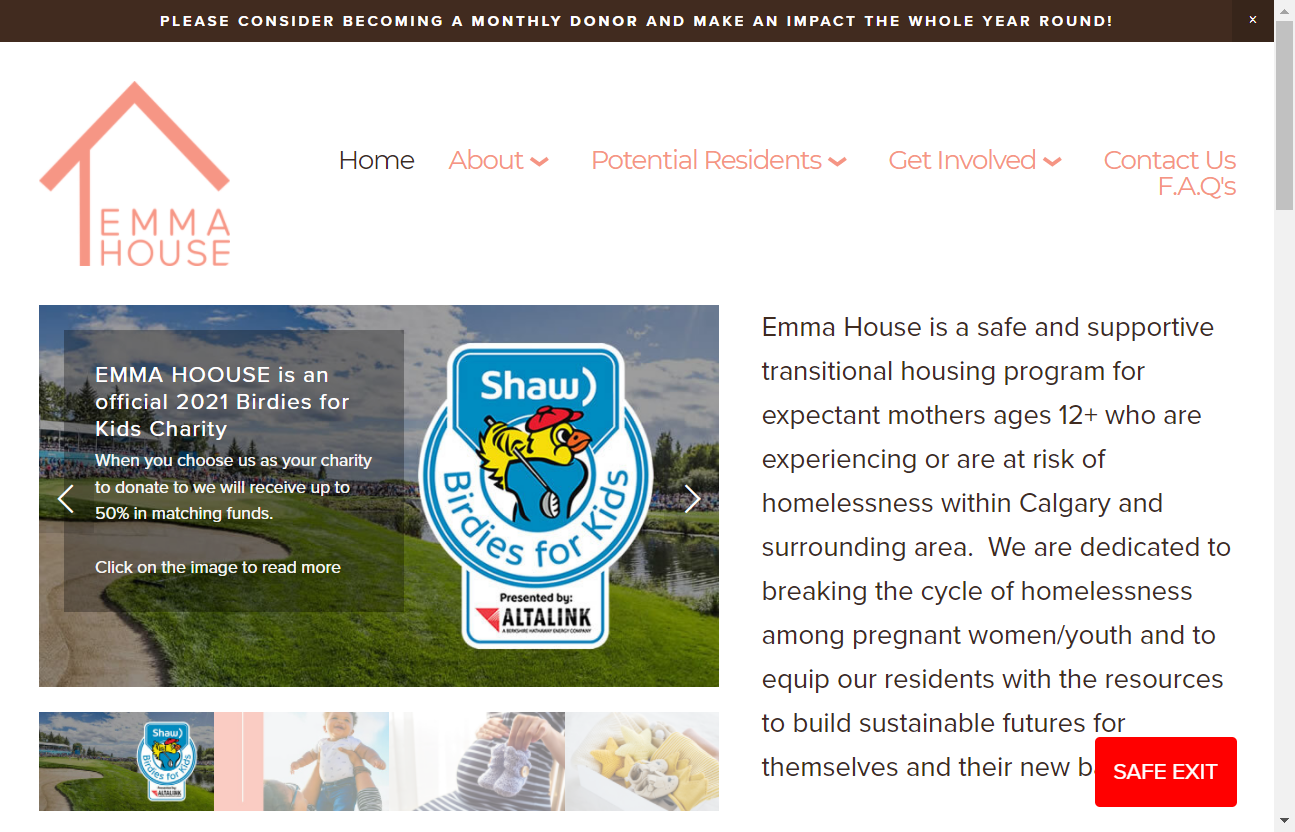 PLEASE CONSIDER BECOMING A MONTHLY DONOR AND MAKE AN IMPACT THE WHOLE YEAR ROUND!
×
EMMA
HOUSE
Home
About
Potential Residents
Get Involved
Contact Us
F.A.Q's
EMMA HOOUSE is an
official 2021 Birdies for
Kids Charity
When you choose us as your charity
to donate to we will receive up to
50% in matching funds.
Click on the image to read more
Shaw)
Birdies for Kids
Presented by:
ALTALINK
A BERKSHIRE HATHAWAY ENERGY COMPANY
Emma House is a safe and supportive
transitional housing program for
expectant mothers ages 12+ who are
experiencing or are at risk of
homelessness within Calgary and
surrounding area.  We are dedicated to
breaking the cycle of homelessness
among pregnant women/youth and to
equip our residents with the resources
to build sustainable futures for
themselves and their new
SAFE EXIT
Shaw)
Birdies for Kids
ALTALINK